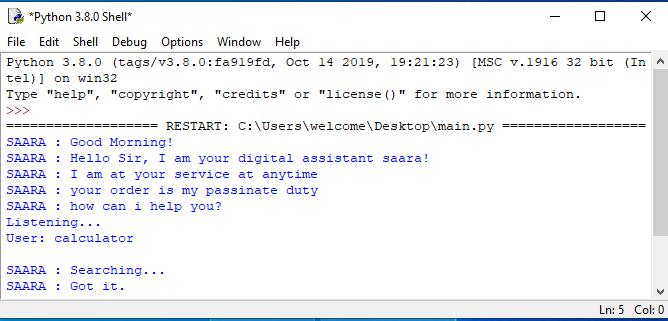 *Python 3.8.0 Shell*
File Edit Shell Debug Options Window Help
Python 3.8.0 (tags/v3.8.0:fa919fd, Oct 14 2019, 19:21:23) [MSC v.1916 32 bit (In
tel)] on win32
Type "help", "copyright", "credits" or "license()" for more information.
>>>
=================== RESTART: C:\Users\welcome\Desktop\main.py ==================
SAARA : Good Morning!
SAARA : Hello Sir, I am your digital assistant saara!
SAARA : I am at your service at anytime
SAARA : your order is my passinate duty
SAARA : how can i help you?
Listening...
User: calculator
SAARA : Searching...
SAARA : Got it.
Ln: 5 Col: 0